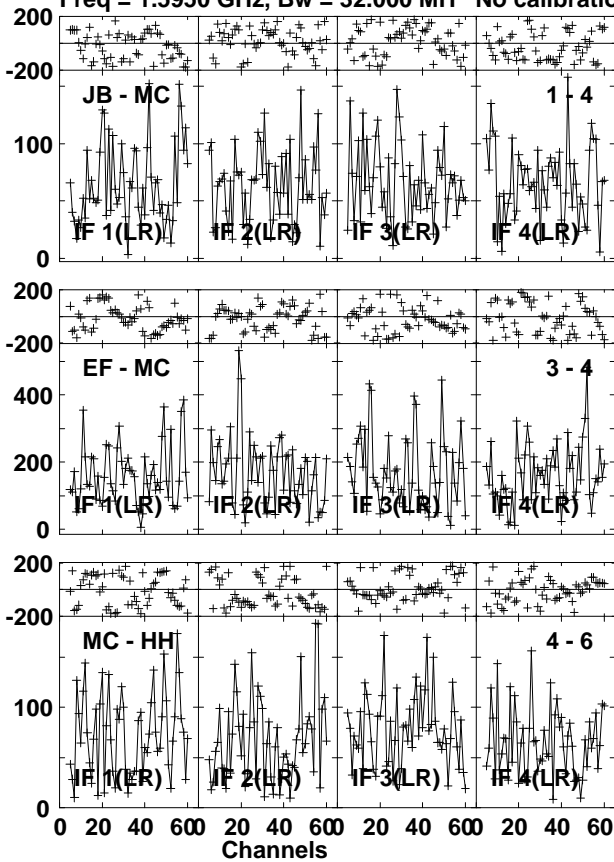 Freq = 1.5950 GHz, Bw = 32.000 MH No calibratio
200
-200
JB - MC
1 - 4
100
0
IF 1(LR) IF 2(LR) IF 3(LR) IF 4(LR)
200
-200
EF - MC
3 - 4
400
200
0
IF 1(LR) IF 2(LR) IF 3(LR) IF 4(LR)
200
-200
MC - HH
4 - 6
100
0
IF 1(LR) IF 2(LR) IF 3(LR) IF 4(LR)
0 20 40 60 0 20 40 60 0 20 40 60 0 20 40 60
Channels